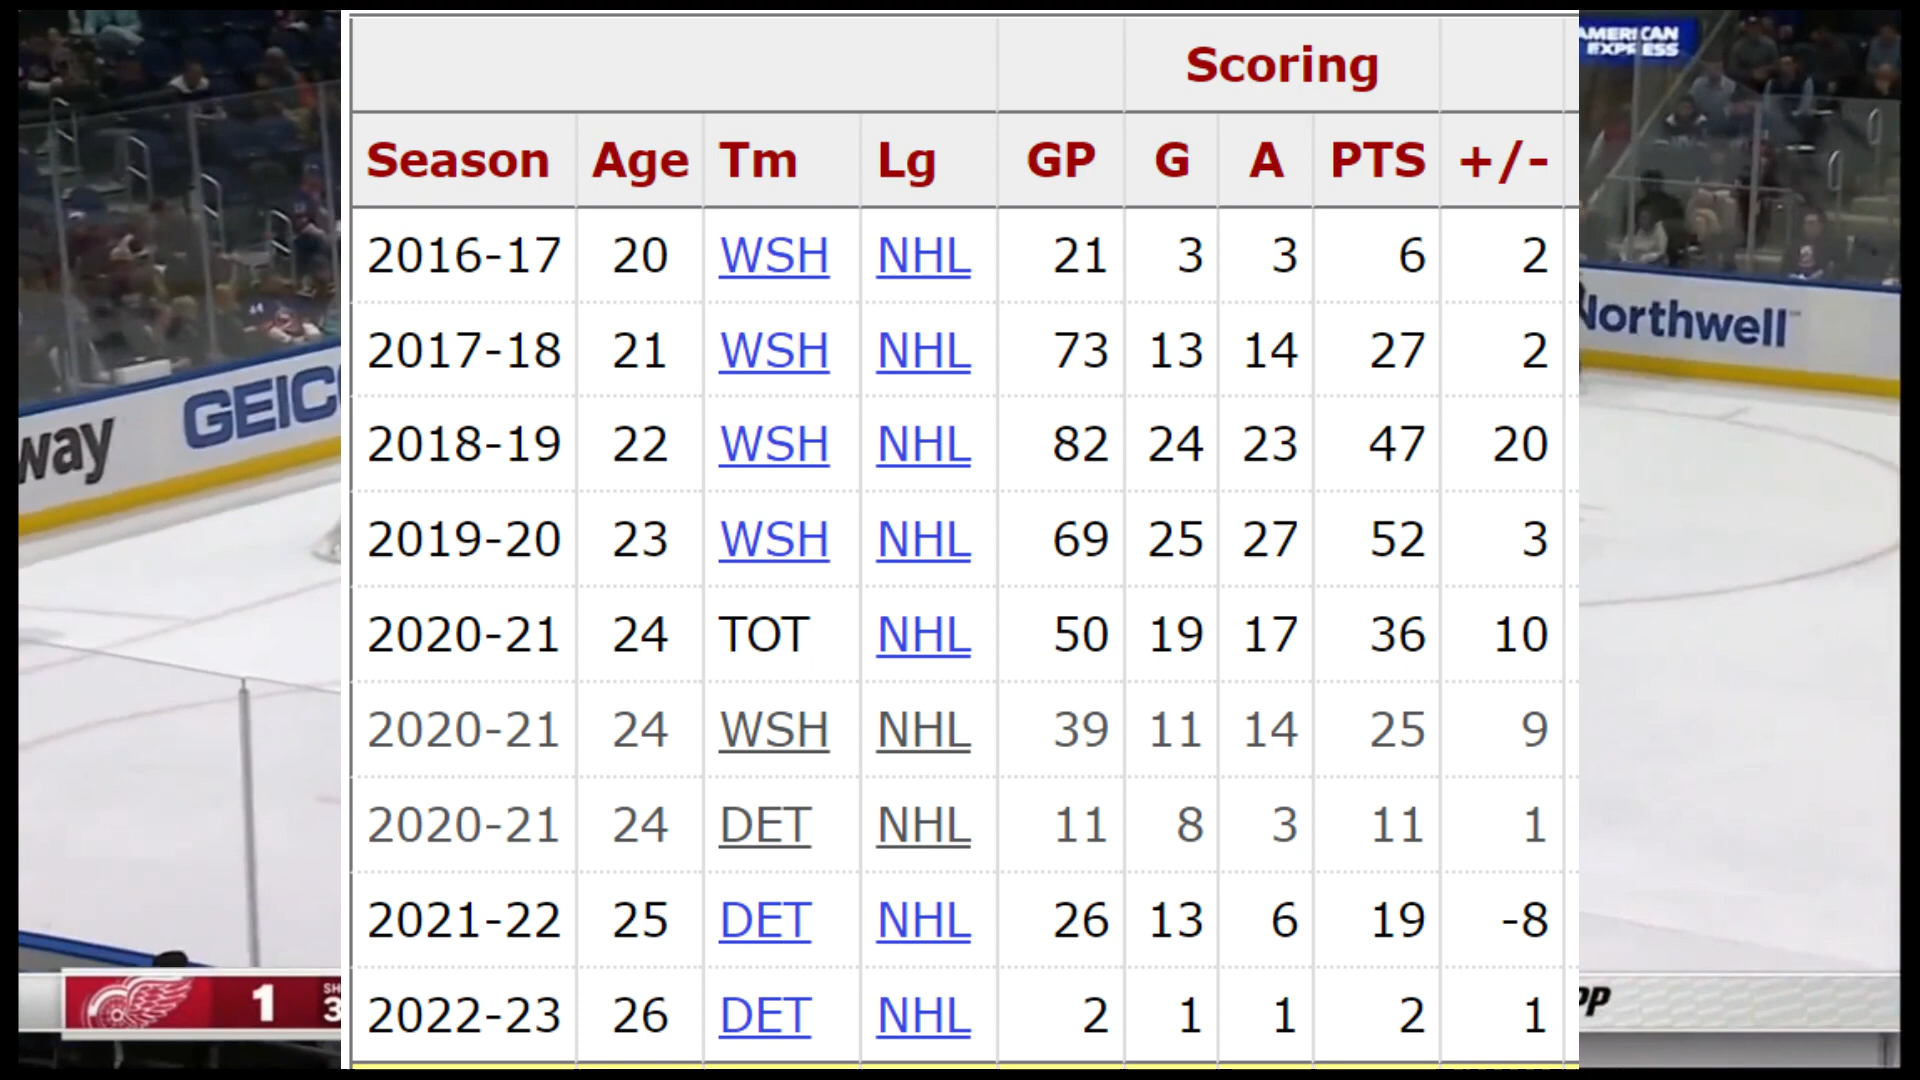 AMERICAN
EXPRESS
Scoring
Season Age Tm Lg GP G A PTS +/-
2016-17 20 WSH NHL 21 3 3 6 2
2017-18 21 WSH NHL 73 13 14 27 2
2018-19 22 WSH NHL 82 24 23 47 20
2019-20 23 WSH NHL 69 25 27 52 3
2020-21 24 TOT NHL 50 19 17 36 10
2020-21 24 WSH NHL 39 11 14 25 9
2020-21 24 DET NHL 11 8 3 11 1
2021-22 25 DET NHL 26 13 6 19 -8
2022-23 26 DET NHL 2 1 1 2 1
way GEIC
Northwell
1 SH 3
PP